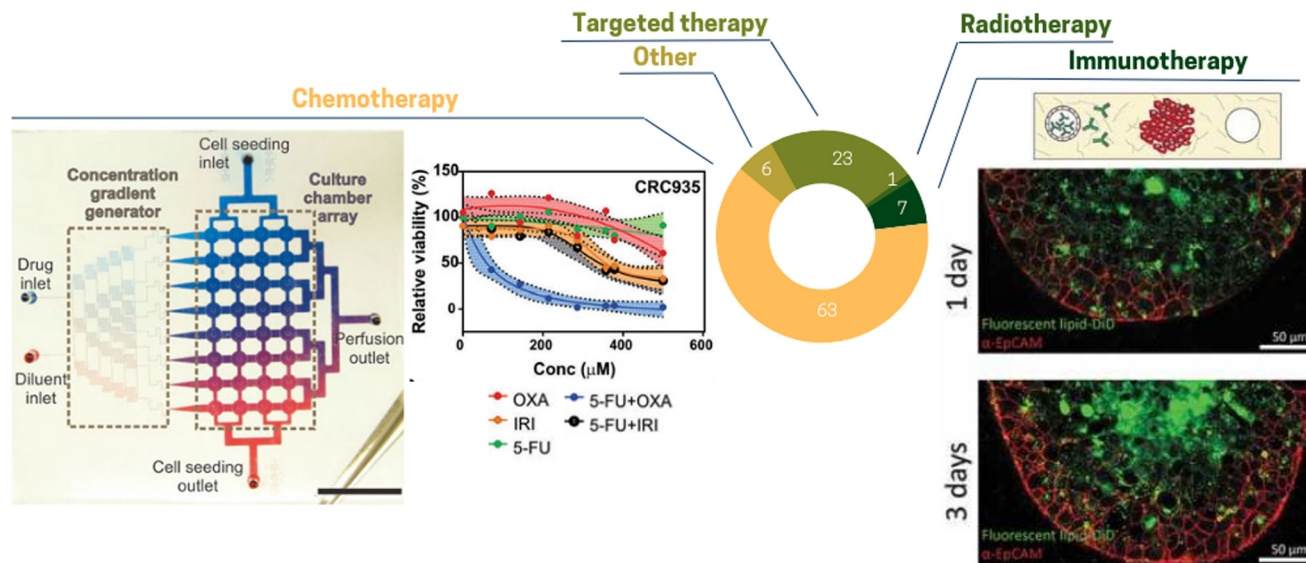 Targeted therapy
Radiotherapy
Other
Immunotherapy
Chemotherapy
Cell seeding
inlet
Concentration
gradient
generator
Culture
chamber
array
Drug
inlet
Diluent
inlet
Perfusion
outlet
Cell seeding
outlet
CRC935
Relative viability (%)
150
100
50
0
0
200
400
600
Conc (µM)
OXA
5-FU+OXA
IRI
5-FU+IRI
5-FU
6
23
1
7
63
1 day
Fluorescent lipid-DiD
α-EpCAM
50 µm
3 days
Fluorescent lipid-DiD
α-EpCAM
50 µm